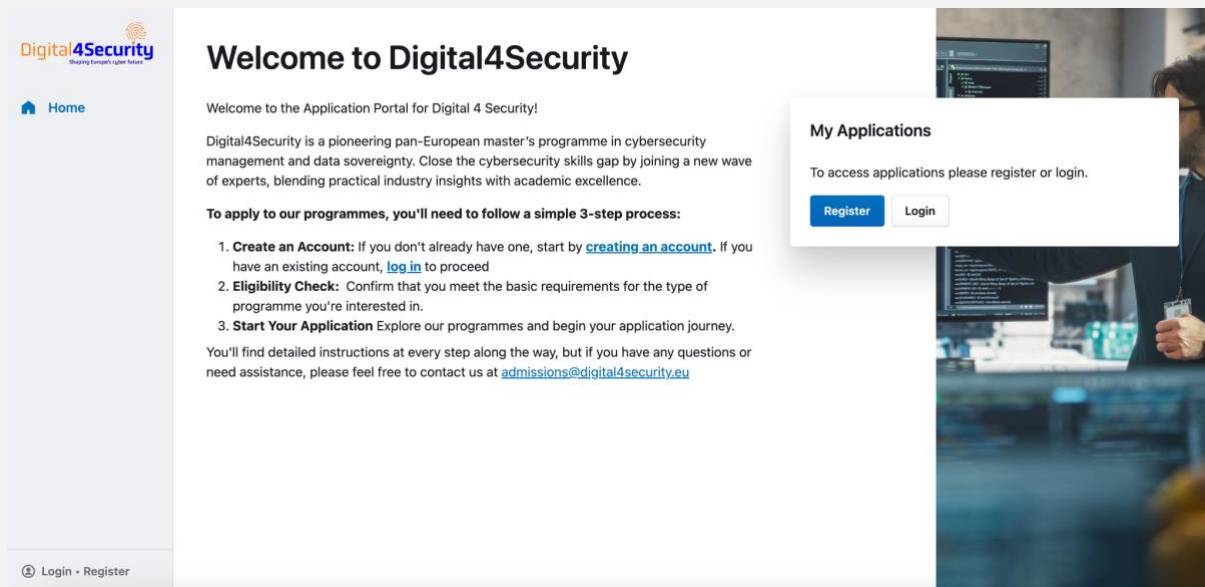 Digital4Security
Shaping Europe's cyber future
Home
Welcome to Digital4Security
Welcome to the Application Portal for Digital 4 Security!
Digital4Security is a pioneering pan-European master's programme in cybersecurity
management and data sovereignty. Close the cybersecurity skills gap by joining a new wave
of experts, blending practical industry insights with academic excellence.
To apply to our programmes, you'll need to follow a simple 3-step process:
1. Create an Account: If you don't already have one, start by creating an account. If you
have an existing account, log in to proceed
2. Eligibility Check: Confirm that you meet the basic requirements for the type of
programme you're interested in.
3. Start Your Application Explore our programmes and begin your application journey.
You'll find detailed instructions at every step along the way, but if you have any questions or
need assistance, please feel free to contact us at admissions@digital4security.eu
My Applications
To access applications please register or login.
Register
Login
Login • Register